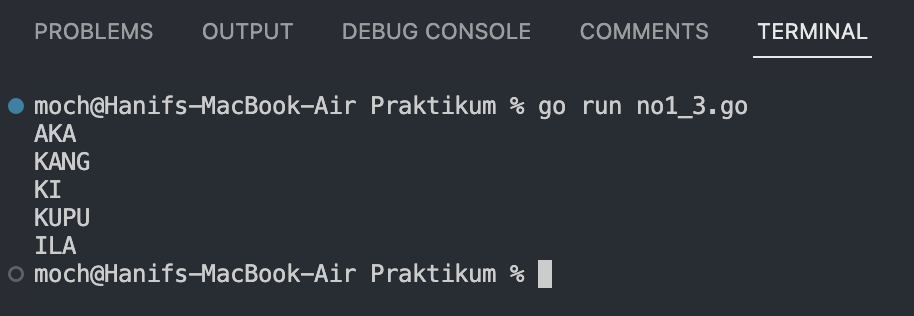 PROBLEMS OUTPUT DEBUG CONSOLE COMMENTS TERMINAL
moch@Hanifs-MacBook-Air Praktikum % go run no1_3.go
AKA
KANG
KI
KUPU
ILA
moch@Hanifs-MacBook-Air Praktikum %